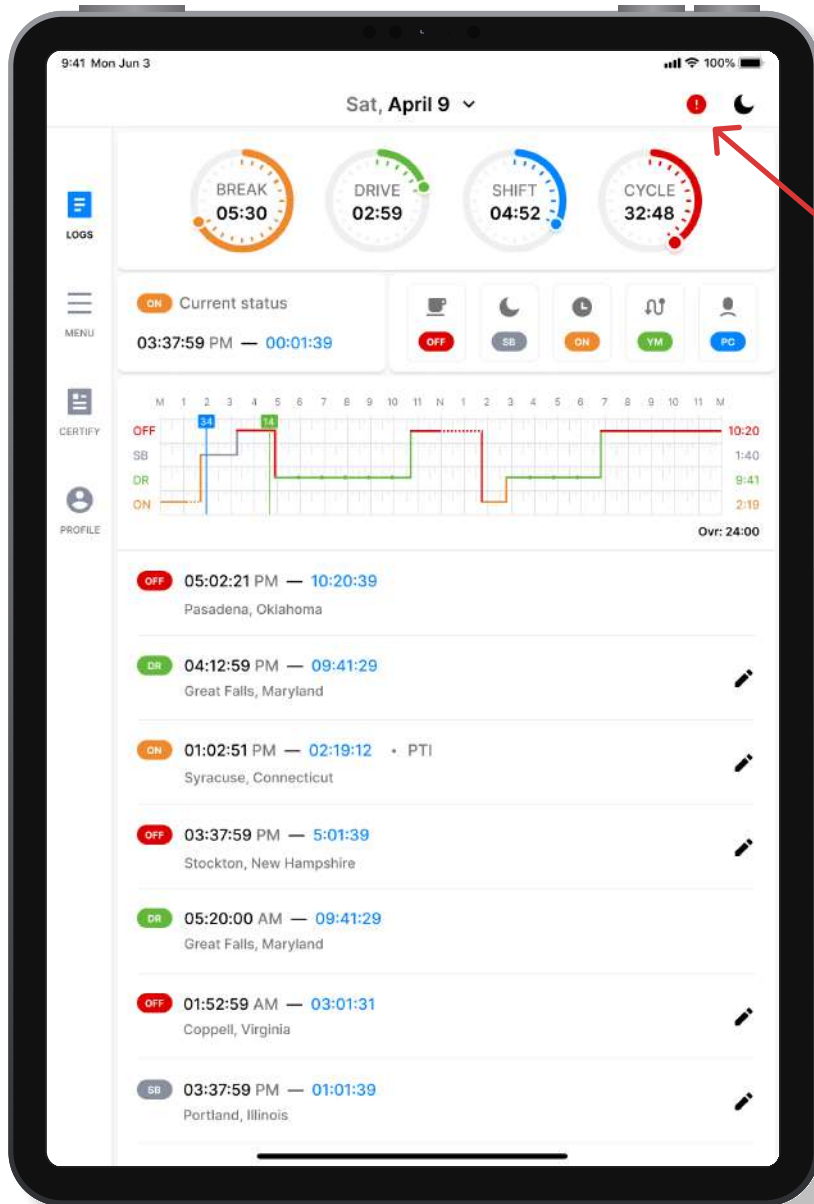 9:41 Mon Jun 3 100%
Sat, April 9
LOGS
MENU
CERTIFY
PROFILE
BREAK
05:30
DRIVE
02:59
SHIFT
04:52
CYCLE
32:48
ON Current status
03:37:59 PM — 00:01:39
OFF SB ON YM PC
M 1 2 3 4 5 6 7 8 9 10 11 N 1 2 3 4 5 6 7 8 9 10 11 M
34 14
OFF 10:20
SB 1:40
DR 9:41
ON 2:19
Ovr: 24:00
OFF 05:02:21 PM — 10:20:39
Pasadena, Oklahoma
DR 04:12:59 PM — 09:41:29
Great Falls, Maryland
ON 01:02:51 PM — 02:19:12 • PTI
Syracuse, Connecticut
OFF 03:37:59 PM — 5:01:39
Stockton, New Hampshire
DR 05:20:00 AM — 09:41:29
Great Falls, Maryland
OFF 01:52:59 AM — 03:01:31
Coppell, Virginia
SB 03:37:59 PM — 01:01:39
Portland, Illinois